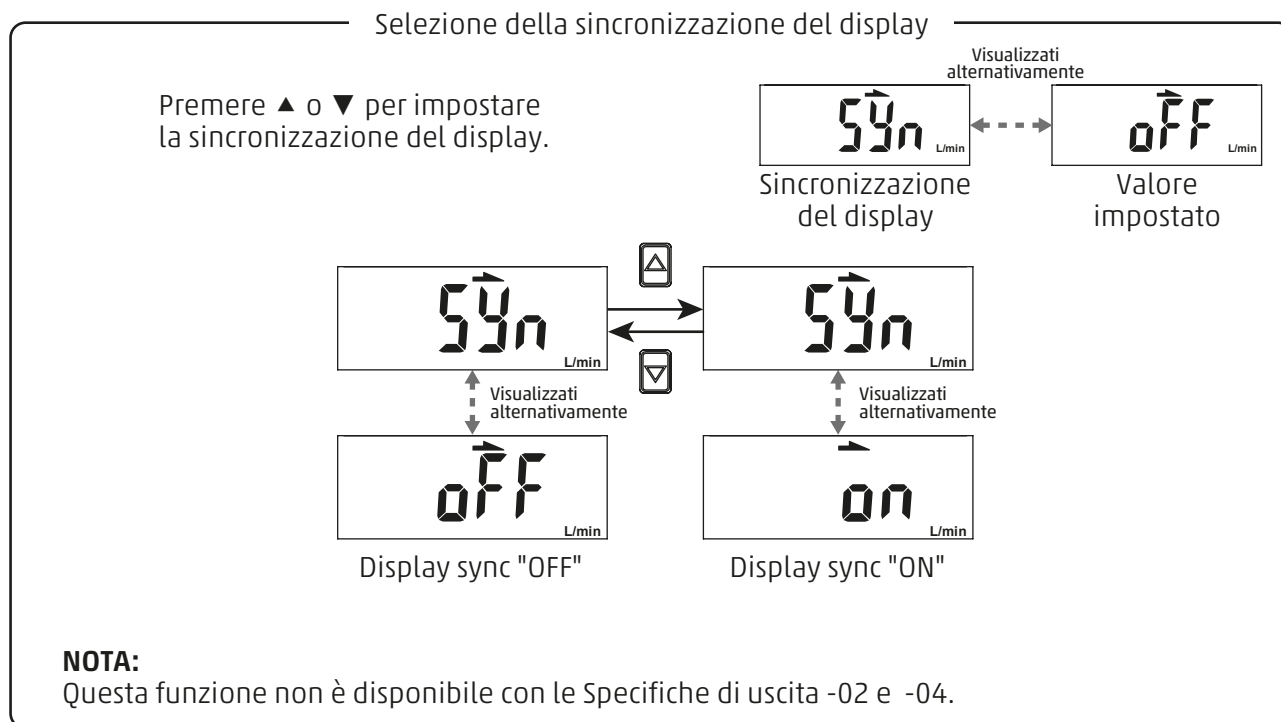 Selezione della sincronizzazione del display
Premere ▲ o ▼ per impostare
la sincronizzazione del display.
Visualizzati
alternativamente
Syn L/min
oFF L/min
Sincronizzazione
del display
Valore
impostato
Syn L/min
Syn L/min
Visualizzati
alternativamente
Visualizzati
alternativamente
oFF L/min
on L/min
Display sync "OFF"
Display sync "ON"
NOTA:
Questa funzione non è disponibile con le Specifiche di uscita -02 e -04.